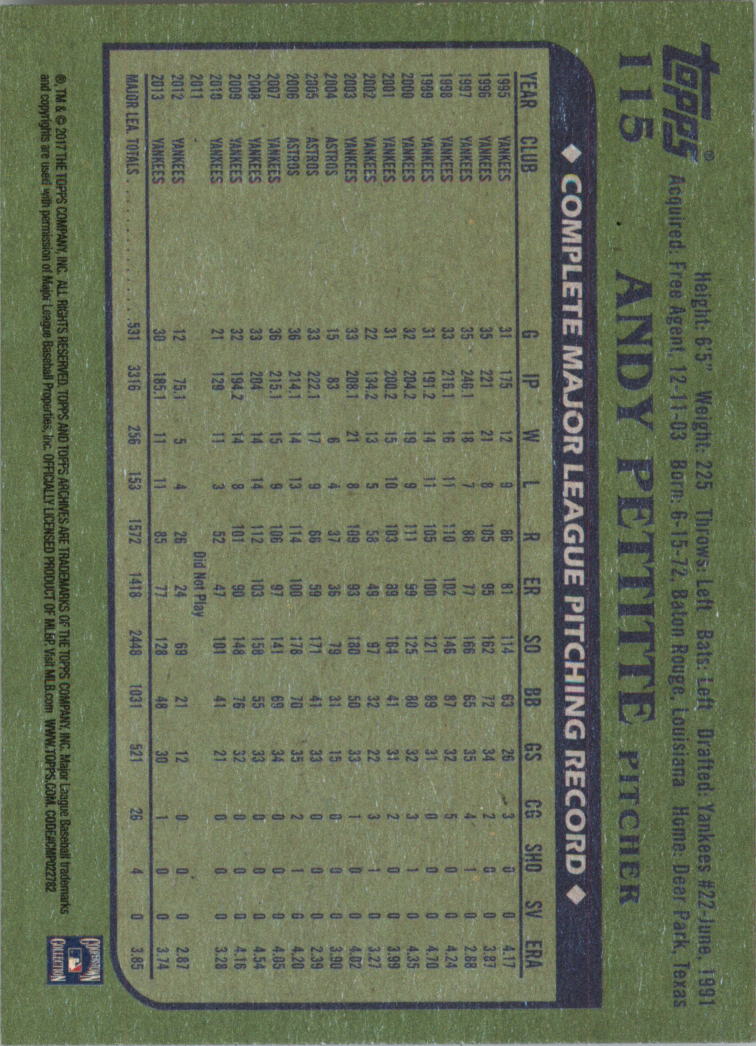 topps®
115 ANDY PETTITTE PITCHER
Height: 6'5" Weight: 225 Throws: Left Bats: Left Drafted: Yankees #22-June, 1991
Acquired: Free Agent, 12-11-03 Born: 6-15-72, Baton Rouge, Louisiana Home: Deer Park, Texas
◆ COMPLETE MAJOR LEAGUE PITCHING RECORD ◆
YEAR CLUB G IP W L R ER SO BB GS CG SHO SV ERA
1995 YANKEES 31 175 12 9 86 81 114 63 26 3 0 0 4.17
1996 YANKEES 35 221 21 8 105 95 162 72 34 2 0 0 3.87
1997 YANKEES 35 240.1 18 7 86 77 166 65 35 4 1 0 2.88
1998 YANKEES 33 216.1 16 11 110 102 146 87 32 5 0 0 4.24
1999 YANKEES 31 191.2 14 11 105 100 121 89 31 0 0 0 4.70
2000 YANKEES 32 204.2 19 9 111 99 125 80 32 3 1 0 4.35
2001 YANKEES 31 200.2 15 10 103 89 164 41 31 2 0 0 3.99
2002 YANKEES 22 134.2 13 5 58 49 97 32 22 3 1 0 3.27
2003 YANKEES 33 208.1 21 8 109 93 180 50 33 1 0 0 4.02
2004 ASTROS 15 83 6 4 37 36 79 31 15 0 0 0 3.90
2005 ASTROS 33 222.1 17 9 66 59 171 41 33 0 0 0 2.39
2006 ASTROS 36 214.1 14 13 114 100 178 70 35 2 1 0 4.20
2007 YANKEES 36 215.1 15 9 106 97 141 69 34 0 0 0 4.05
2008 YANKEES 33 204 14 14 112 103 158 55 33 0 0 0 4.54
2009 YANKEES 32 194.2 14 8 101 90 148 76 32 0 0 0 4.16
2010 YANKEES 21 129 11 3 52 47 101 41 21 0 0 0 3.28
2011 Did Not Play
2012 YANKEES 12 75.1 5 4 26 24 69 21 12 0 0 0 2.87
2013 YANKEES 30 185.1 11 11 85 77 128 48 30 1 0 0 3.74
MAJOR LEA. TOTALS 531 3316 256 153 1572 1418 2448 1031 521 26 4 0 3.85
®, TM & © 2017 THE TOPPS COMPANY, INC. ALL RIGHTS RESERVED. TOPPS AND TOPPS ARCHIVES ARE TRADEMARKS OF THE TOPPS COMPANY, INC. Major League Baseball trademarks
and copyrights are used with permission of Major League Baseball Properties, Inc. OFFICIALLY LICENSED PRODUCT OF MLBP. Visit MLB.com WWW.TOPPS.COM. CODE#CMP022782
COOPERSTOWN
COLLECTION